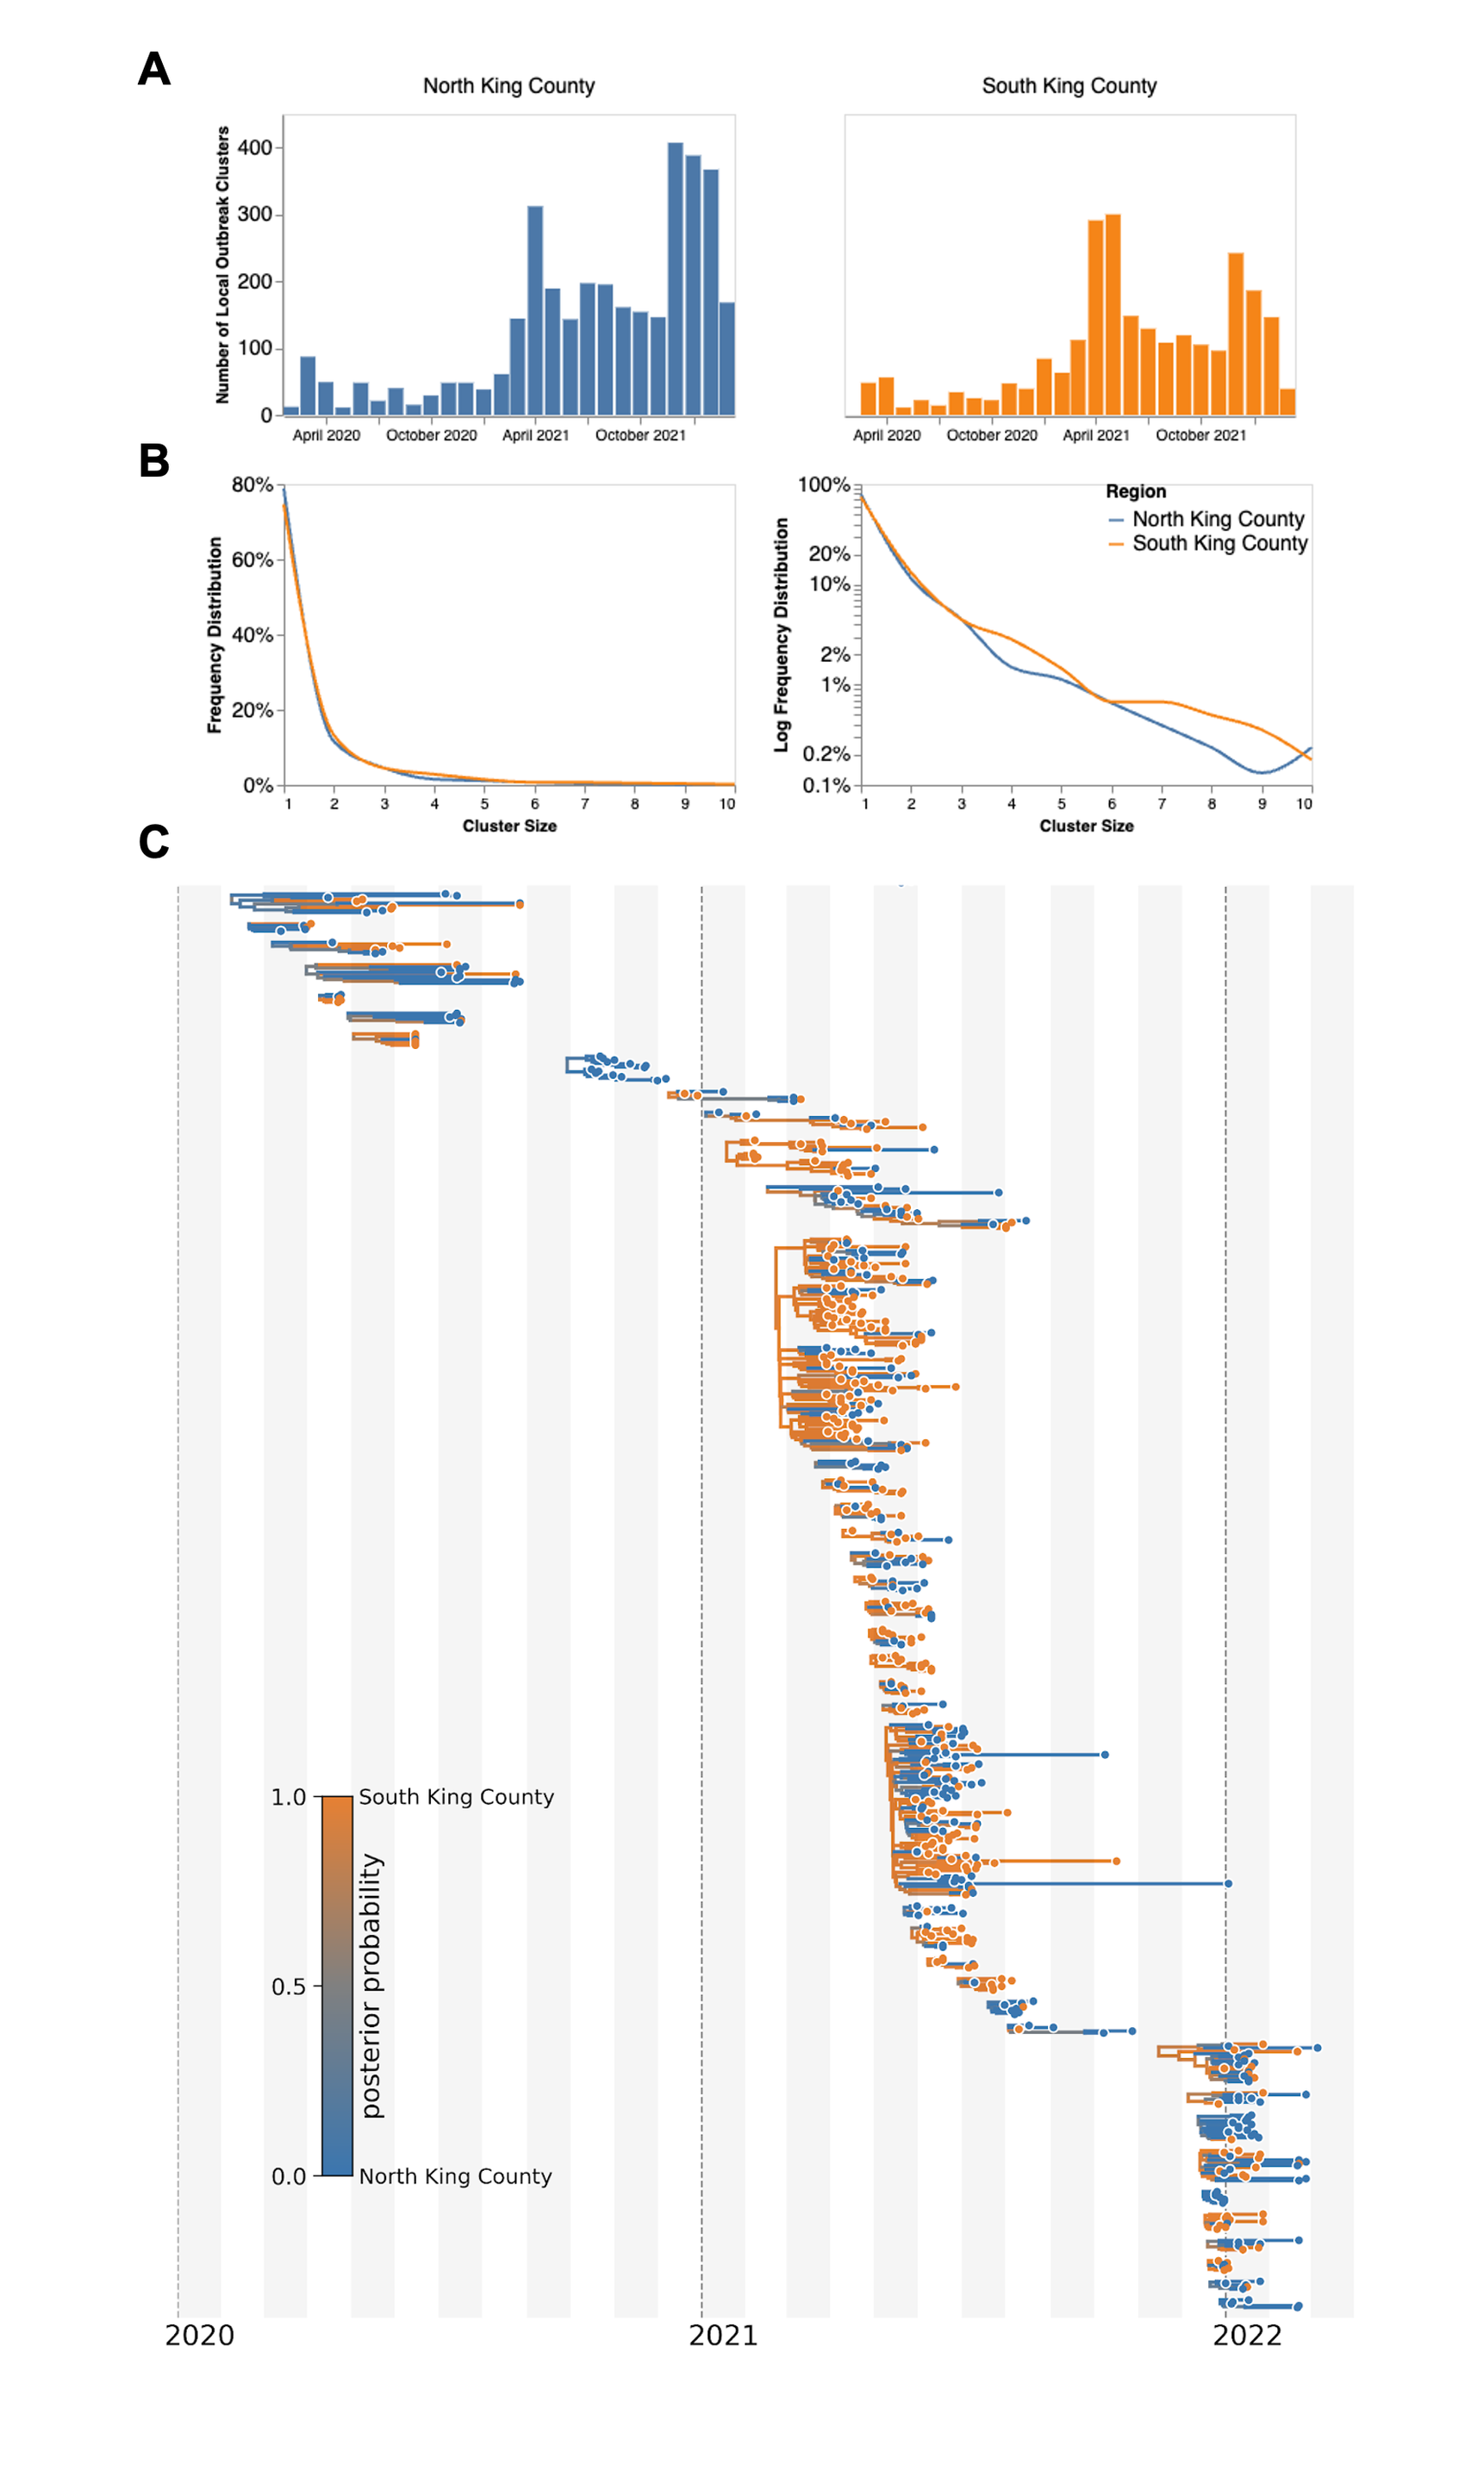 A
North King County
South King County
Number of Local Outbreak Clusters
400
300
200
100
0
April 2020
October 2020
April 2021
October 2021
April 2020
October 2020
April 2021
October 2021
B
80%
60%
40%
20%
0%
Frequency Distribution
1 2 3 4 5 6 7 8 9 10
Cluster Size
100%
20%
10%
2%
1%
0.2%
0.1%
Log Frequency Distribution
Region
North King County
South King County
1 2 3 4 5 6 7 8 9 10
Cluster Size
C
1.0
South King County
0.5
posterior probability
0.0
North King County
2020
2021
2022